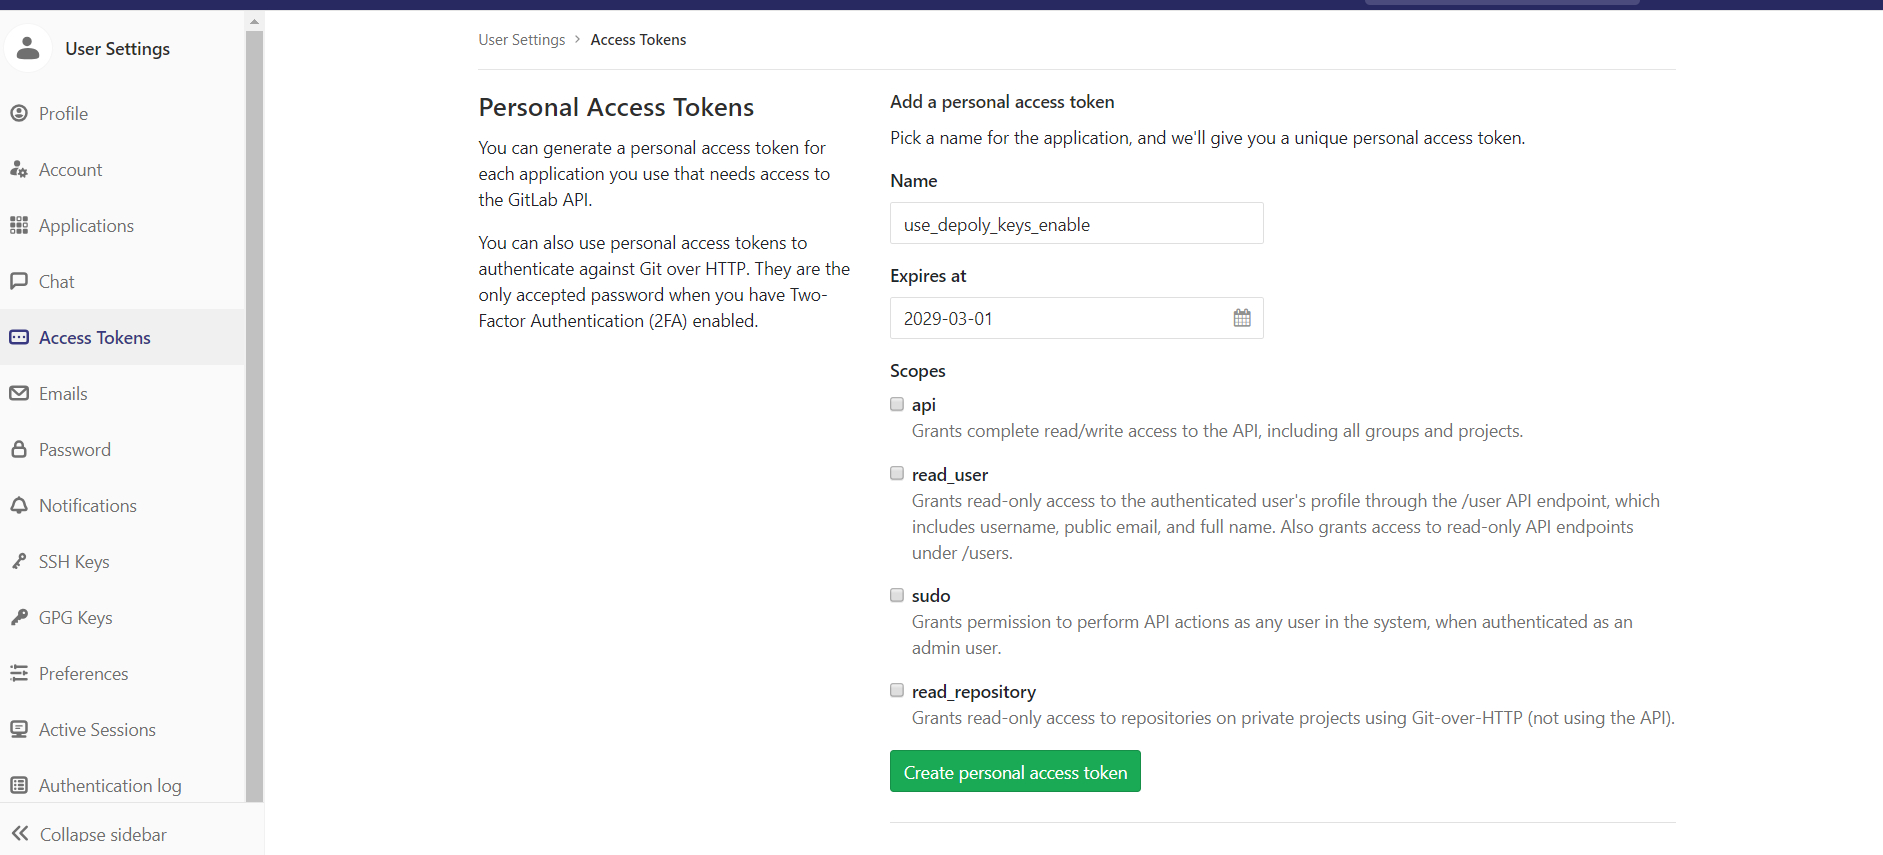 User Settings
Profile
Account
Applications
Chat
Access Tokens
Emails
Password
Notifications
SSH Keys
GPG Keys
Preferences
Active Sessions
Authentication log
Collapse sidebar
User Settings > Access Tokens
Personal Access Tokens
You can generate a personal access token for
each application you use that needs access to
the GitLab API.
You can also use personal access tokens to
authenticate against Git over HTTP. They are the
only accepted password when you have Two-
Factor Authentication (2FA) enabled.
Add a personal access token
Pick a name for the application, and we'll give you a unique personal access token.
Name
use_depoly_keys_enable
Expires at
2029-03-01
Scopes
api
Grants complete read/write access to the API, including all groups and projects.
read_user
Grants read-only access to the authenticated user's profile through the /user API endpoint, which
includes username, public email, and full name. Also grants access to read-only API endpoints
under /users.
sudo
Grants permission to perform API actions as any user in the system, when authenticated as an
admin user.
read_repository
Grants read-only access to repositories on private projects using Git-over-HTTP (not using the API).
Create personal access token